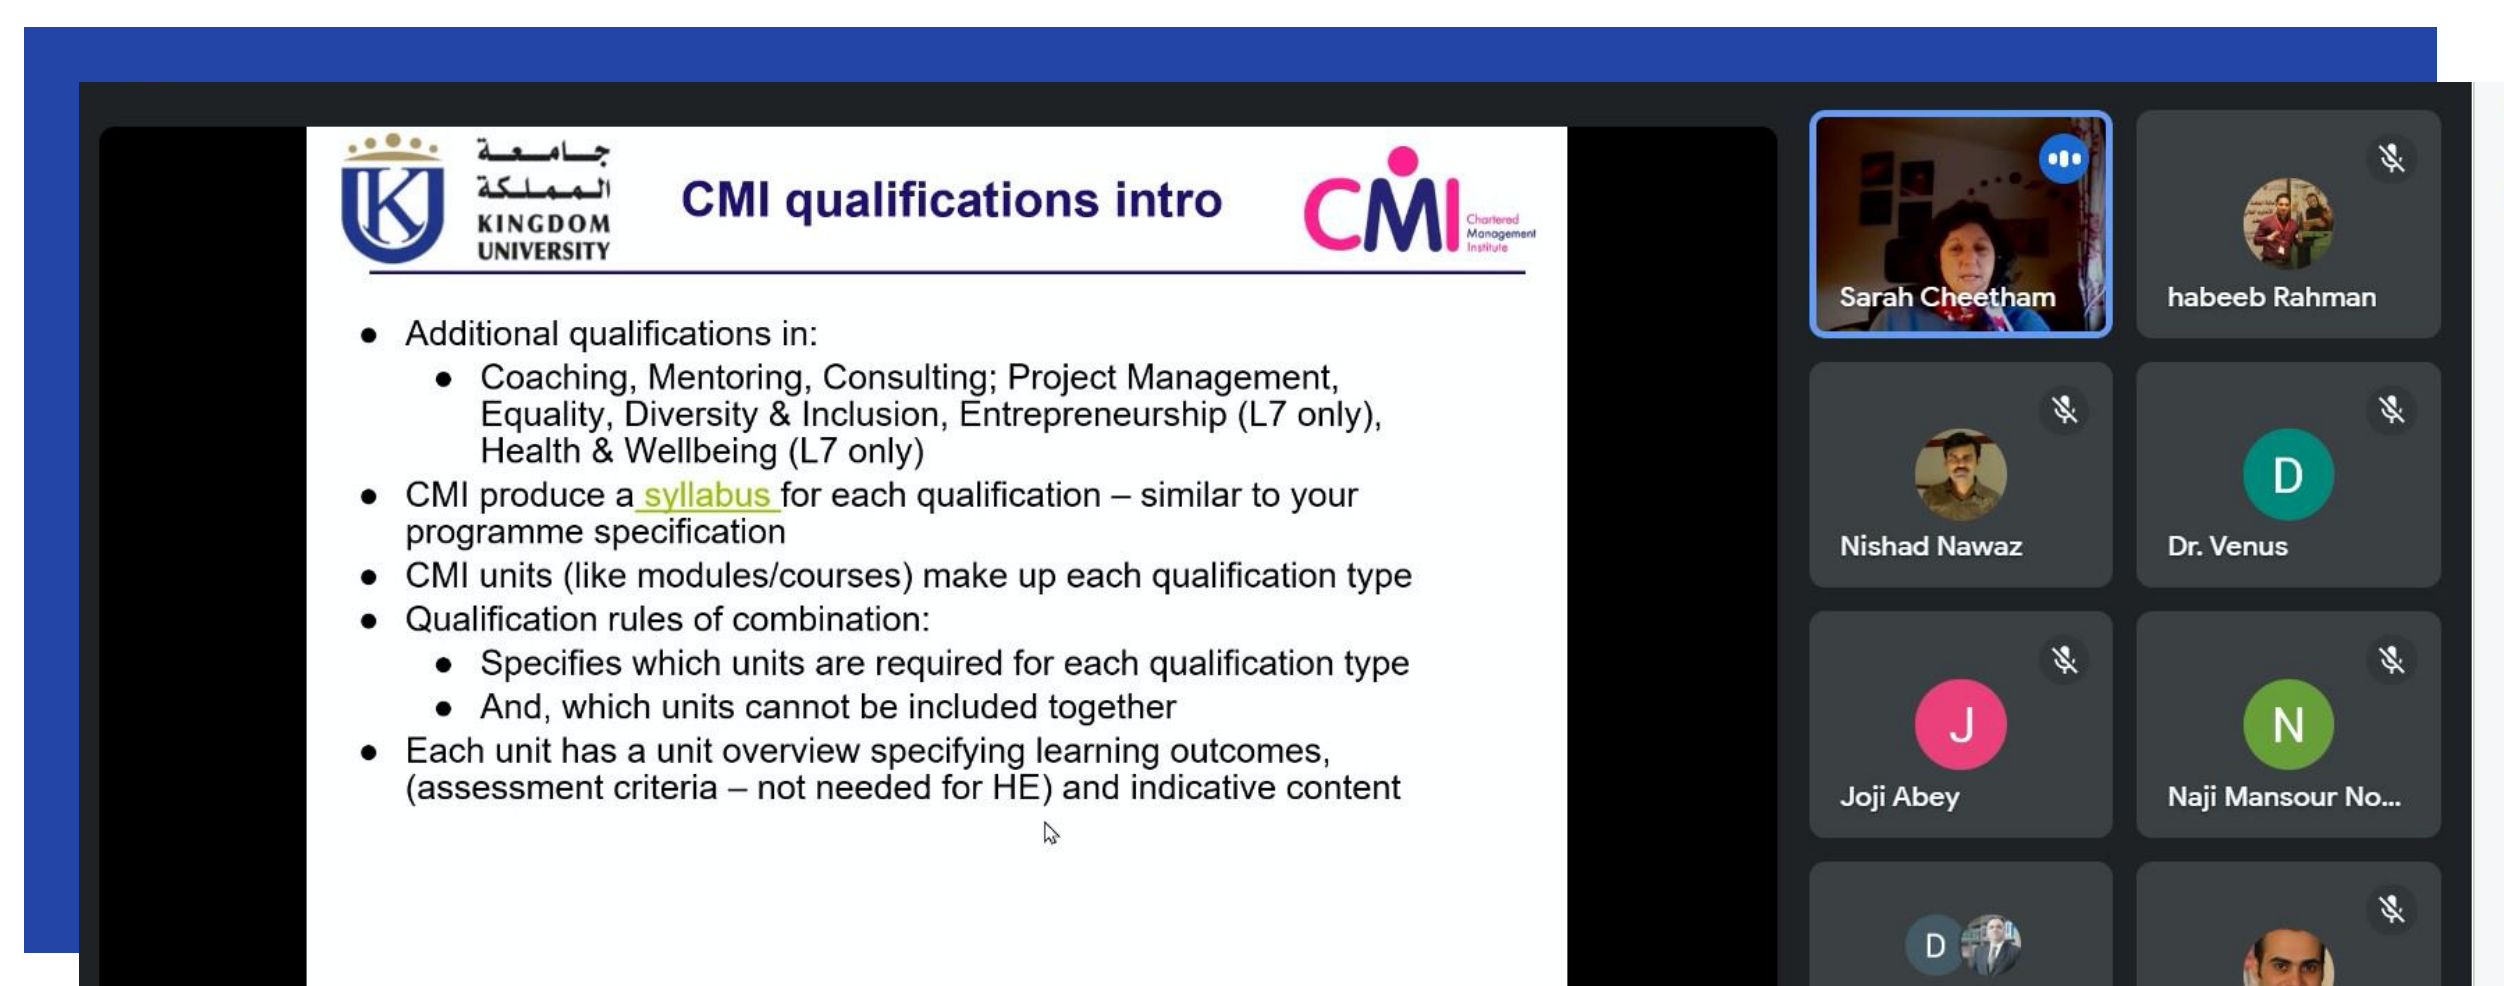 جامعة
المملكة
KINGDOM
UNIVERSITY
CMI qualifications intro
CMI
Chartered
Management
Institute
● Additional qualifications in:
● Coaching, Mentoring, Consulting; Project Management,
Equality, Diversity & Inclusion, Entrepreneurship (L7 only),
Health & Wellbeing (L7 only)
● CMI produce a syllabus for each qualification – similar to your
programme specification
● CMI units (like modules/courses) make up each qualification type
● Qualification rules of combination:
● Specifies which units are required for each qualification type
● And, which units cannot be included together
● Each unit has a unit overview specifying learning outcomes,
(assessment criteria – not needed for HE) and indicative content
Sarah Cheetham
habeeb Rahman
Nishad Nawaz
D
Dr. Venus
J
Joji Abey
N
Naji Mansour No...
D